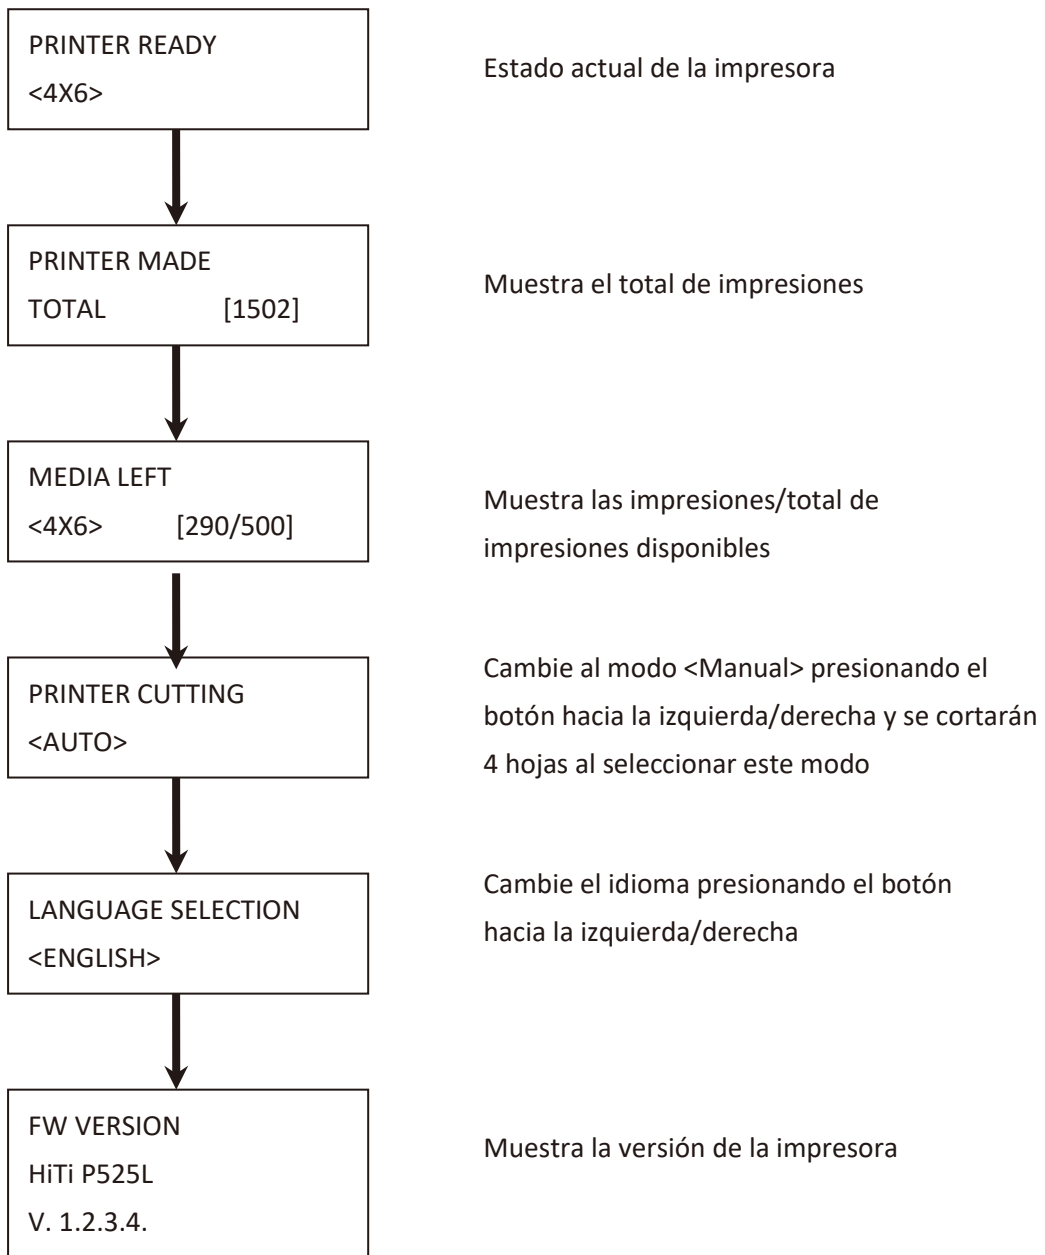 PRINTER READY
<4X6>
Estado actual de la impresora
PRINTER MADE
TOTAL [1502]
Muestra el total de impresiones
MEDIA LEFT
<4X6> [290/500]
Muestra las impresiones/total de
impresiones disponibles
PRINTER CUTTING
<AUTO>
Cambie al modo <Manual> presionando el
botón hacia la izquierda/derecha y se cortarán
4 hojas al seleccionar este modo
LANGUAGE SELECTION
<ENGLISH>
Cambie el idioma presionando el botón
hacia la izquierda/derecha
FW VERSION
HiTi P525L
V. 1.2.3.4.
Muestra la versión de la impresora